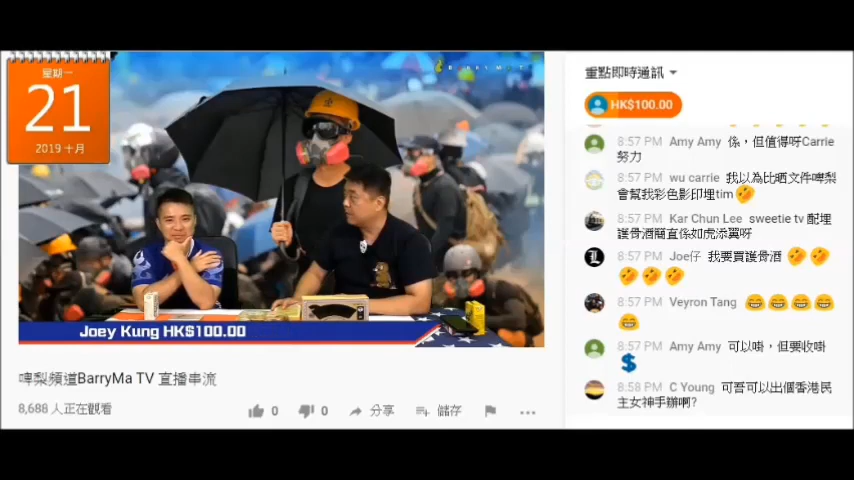 星期一
21
2019 十月
BARRYMA TV
Joey Kung HK$100.00
啤梨頻道BarryMa TV 直播串流
8,688 人正在觀看
0
0
分享
儲存
重點即時通訊
HK$100.00
8:57 PM Amy Amy 係，但值得呀Carrie
努力
8:57 PM wu carrie 我以為比晒文件啤梨
會幫我彩色影印埋tim
8:57 PM Kar Chun Lee sweetie tv 配埋
護骨酒簡直係如虎添翼呀
8:57 PM Joe仔 我要買護骨酒
8:57 PM Veyron Tang
8:57 PM Amy Amy 可以啩，但要收啩
8:58 PM C Young 可吾可以出個香港民
主女神手辦啊?